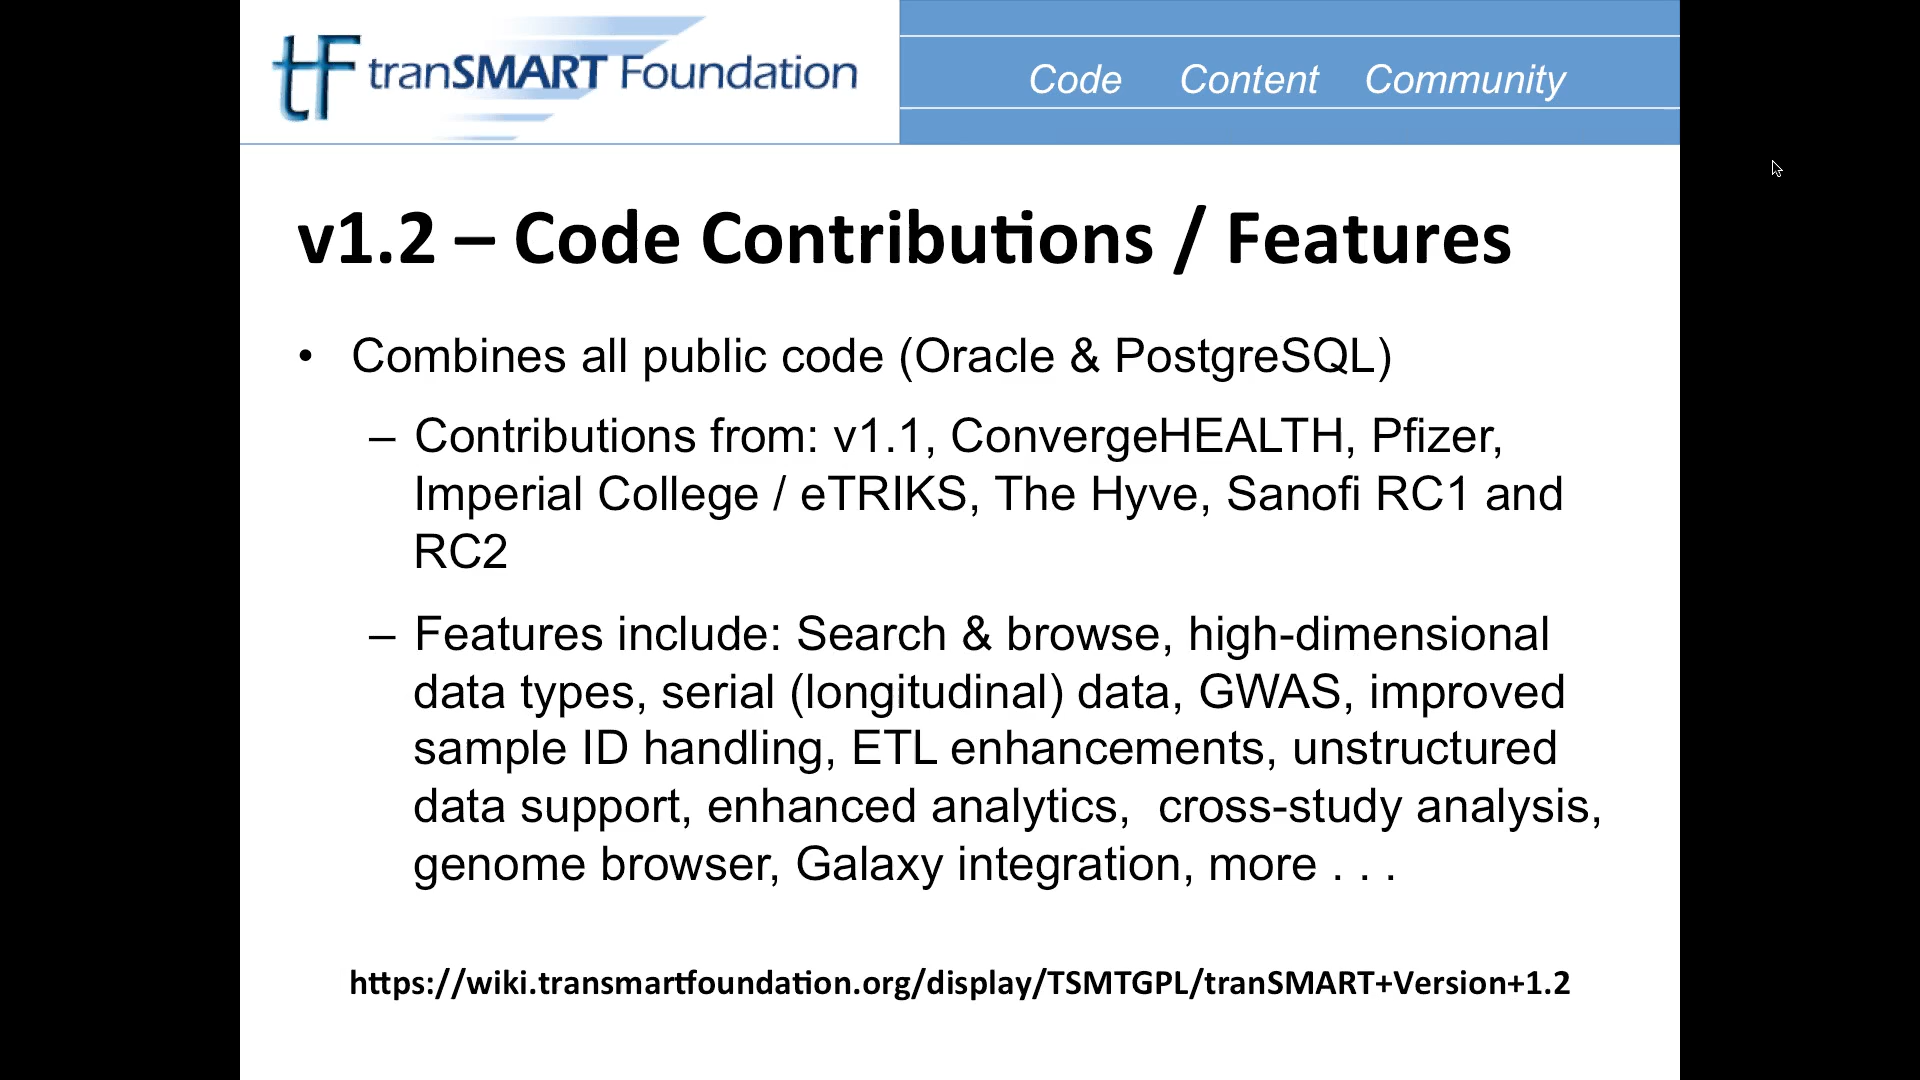 tF tranSMART Foundation
Code Content Community
v1.2 – Code Contributions / Features
• Combines all public code (Oracle & PostgreSQL)
– Contributions from: v1.1, ConvergeHEALTH, Pfizer,
Imperial College / eTRIKS, The Hyve, Sanofi RC1 and
RC2
– Features include: Search & browse, high-dimensional
data types, serial (longitudinal) data, GWAS, improved
sample ID handling, ETL enhancements, unstructured
data support, enhanced analytics, cross-study analysis,
genome browser, Galaxy integration, more . . .
https://wiki.transmartfoundation.org/display/TSMTGPL/tranSMART+Version+1.2